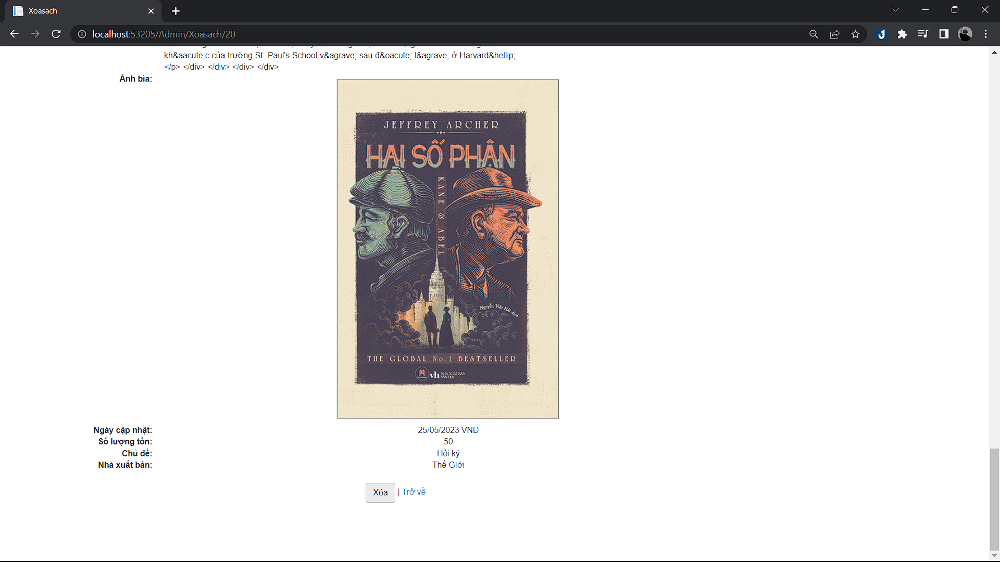 Xoasach
localhost:53205/Admin/Xoasach/20
kh&aacute;c của trường St. Paul's School v&agrave; sau đ&oacute; l&agrave; ở Harvard&hellip;
</p> </div> </div> </div> </div>
Ảnh bìa:
JEFFREY ARCHER
HAI SỐ PHẬN
KANE & ABEL
Nguyễn Việt Hải dịch
THE GLOBAL No.1 BESTSELLER
vh NHÀ XUẤT BẢN
VĂN HỌC
Ngày cập nhật: 25/05/2023 VNĐ
Số lượng tồn: 50
Chủ đề: Hồi ký
Nhà xuất bản: Thế GIới
Xóa | Trở về